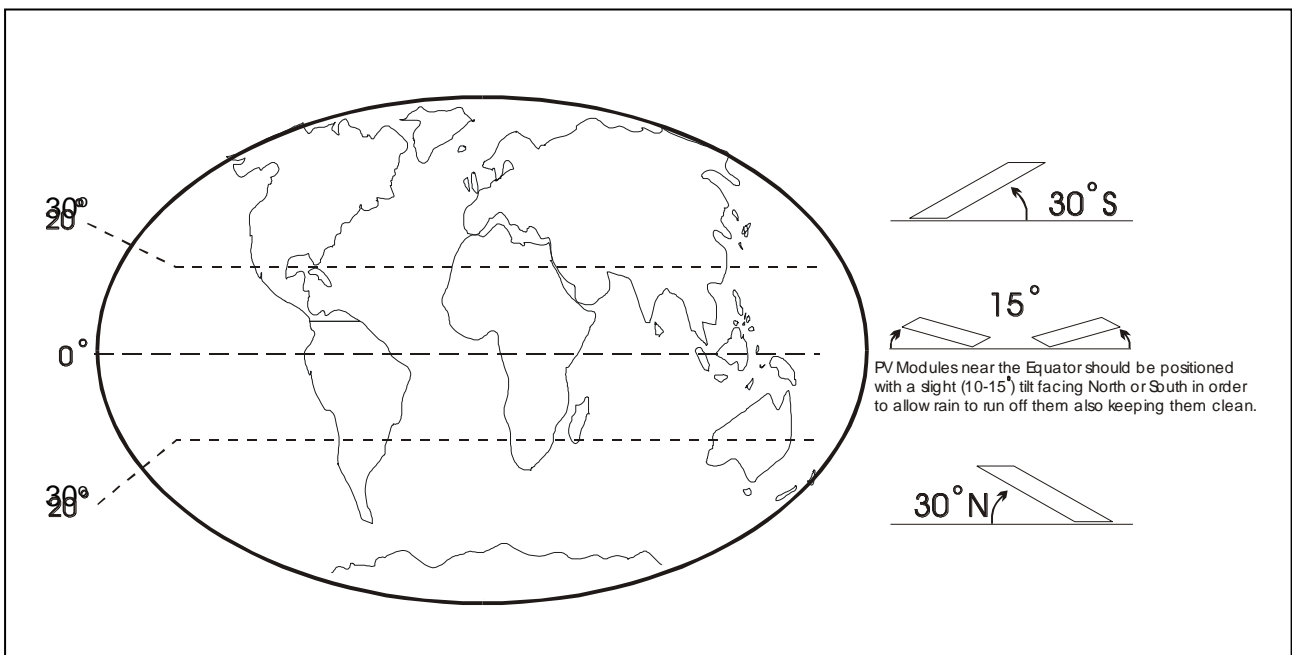 30°
20°
30°S
15°
0°
PV Modules near the Equator should be positioned
with a slight (10-15°) tilt facing North or South in order
to allow rain to run off them also keeping them clean.
30°
20°
30°N